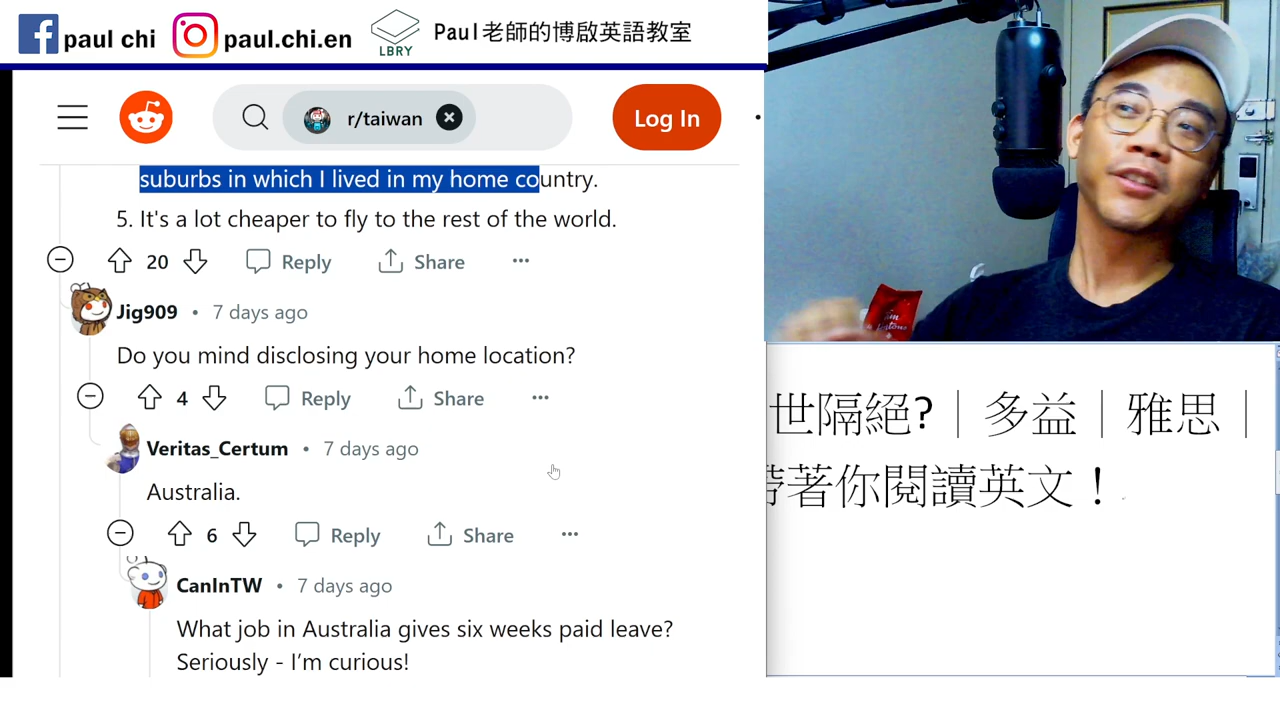 paul chi
paul.chi.en
LBRY
Paul老師的博啟英語教室
r/taiwan
Log In
suburbs in which I lived in my home country.
5. It's a lot cheaper to fly to the rest of the world.
20 Reply Share
Jig909 • 7 days ago
Do you mind disclosing your home location?
4 Reply Share
Veritas_Certum • 7 days ago
Australia.
6 Reply Share
CanInTW • 7 days ago
What job in Australia gives six weeks paid leave?
Seriously - I'm curious!
Tim Hortons
世隔絕?｜多益｜雅思｜
帶著你閱讀英文！